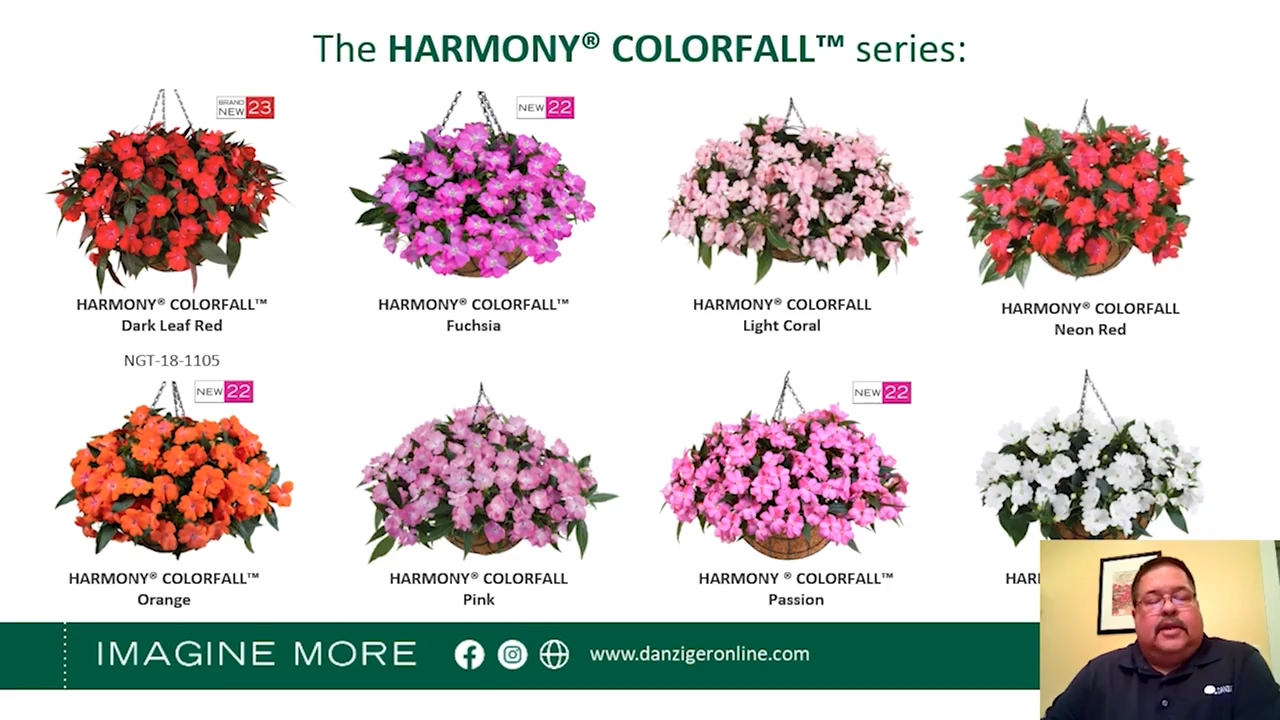 The HARMONY® COLORFALL™ series:
BRAND NEW 23
NEW 22
HARMONY® COLORFALL™
Dark Leaf Red
NGT-18-1105
HARMONY® COLORFALL™
Fuchsia
HARMONY® COLORFALL
Light Coral
HARMONY® COLORFALL
Neon Red
NEW 22
NEW 22
HARMONY® COLORFALL™
Orange
HARMONY® COLORFALL
Pink
HARMONY ® COLORFALL™
Passion
IMAGINE MORE
www.danzigeronline.com